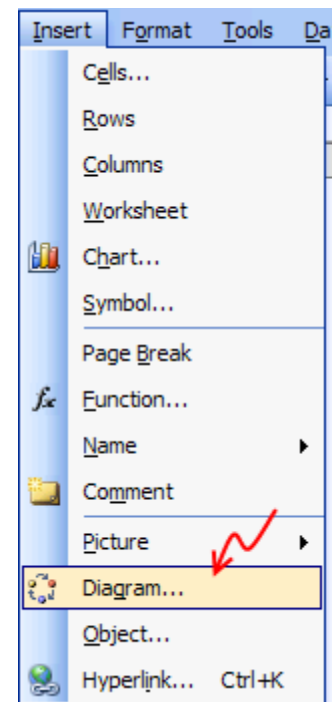 Insert Format Tools Da
Cells...
Rows
Columns
Worksheet
Chart...
Symbol...
Page Break
fx Function...
Name
Comment
Picture
Diagram...
Object...
Hyperlink... Ctrl+K